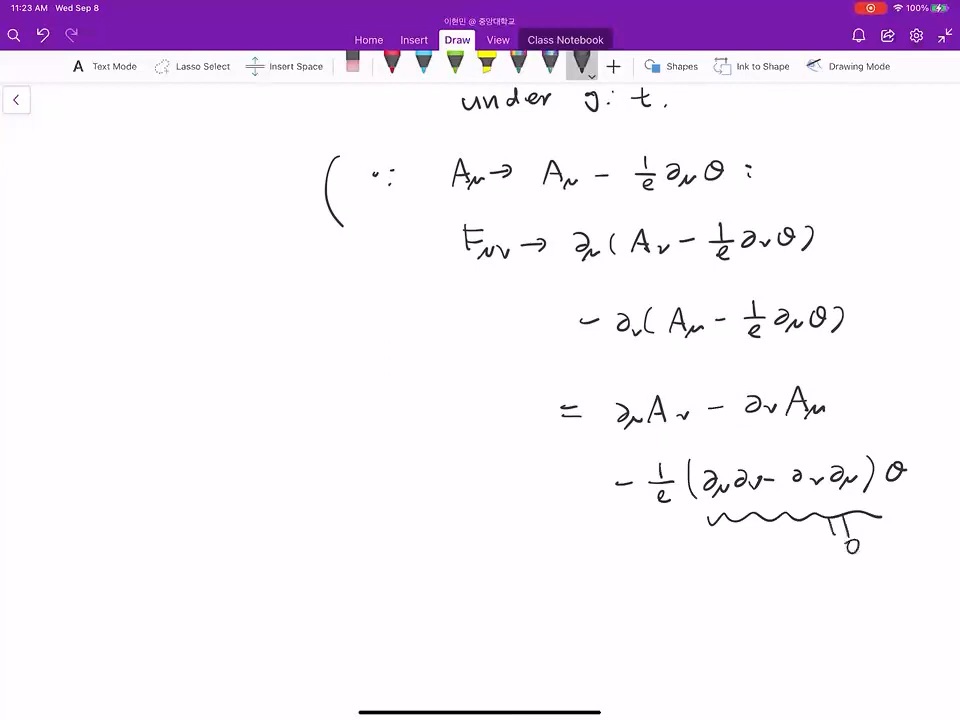 11:23 AM Wed Sep 8
100%
이현민 @ 중앙대학교
Home Insert Draw View Class Notebook
Text Mode Lasso Select Insert Space Shapes Ink to Shape Drawing Mode
under g. t.
( ∵ A_μ → A_μ - 1/e ∂_μ θ :
F_μν → ∂_μ ( A_ν - 1/e ∂_ν θ )
- ∂_ν ( A_μ - 1/e ∂_μ θ )
= ∂_μ A_ν - ∂_ν A_μ
- 1/e ( ∂_μ ∂_ν - ∂_ν ∂_μ ) θ
0